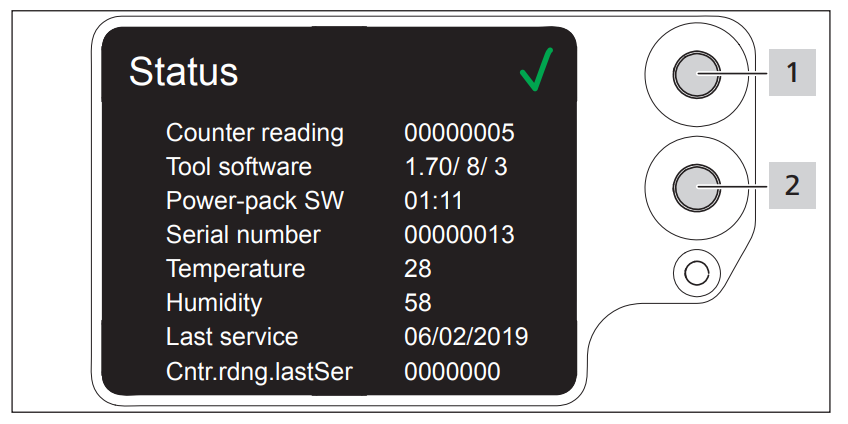 Status
Counter reading 00000005
Tool software 1.70/ 8/ 3
Power-pack SW 01:11
Serial number 00000013
Temperature 28
Humidity 58
Last service 06/02/2019
Cntr.rdng.lastSer 0000000
1
2